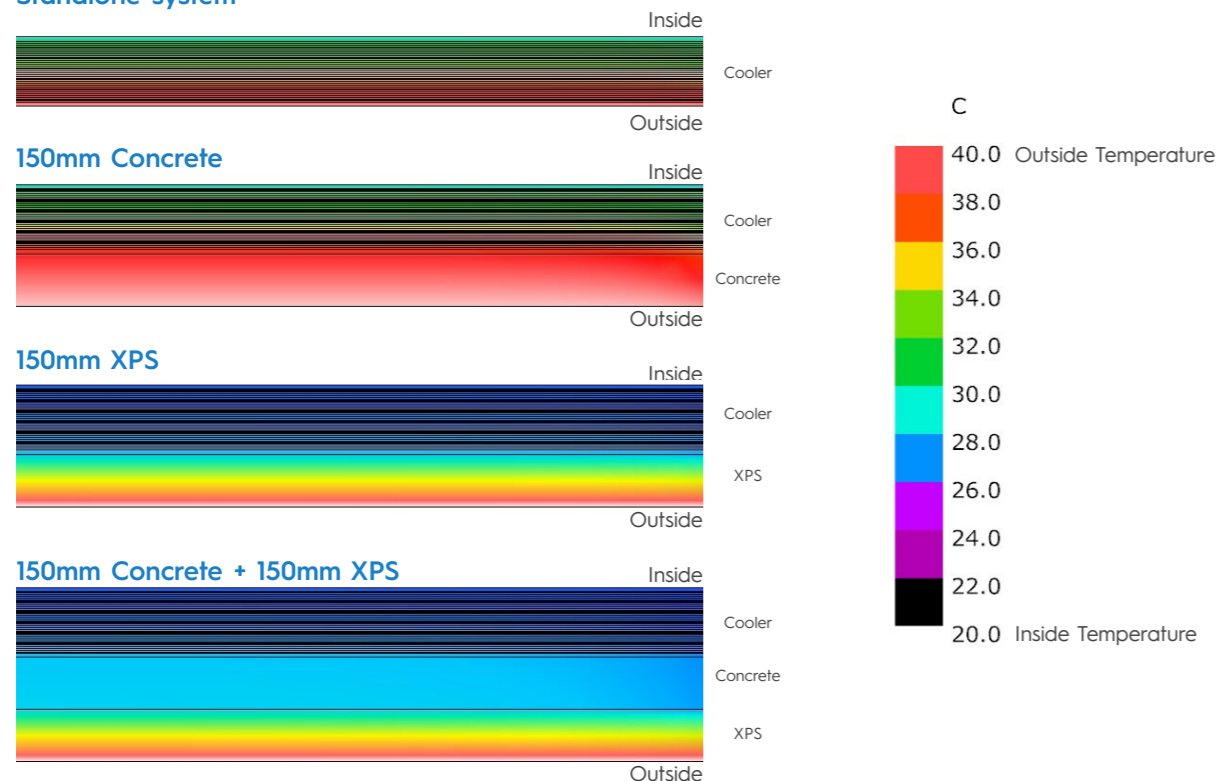 Standalone system
Inside
Cooler
Outside
150mm Concrete
Inside
Cooler
Concrete
Outside
150mm XPS
Inside
Cooler
XPS
Outside
150mm Concrete + 150mm XPS
Inside
Cooler
Concrete
XPS
Outside
C
40.0 Outside Temperature
38.0
36.0
34.0
32.0
30.0
28.0
26.0
24.0
22.0
20.0 Inside Temperature